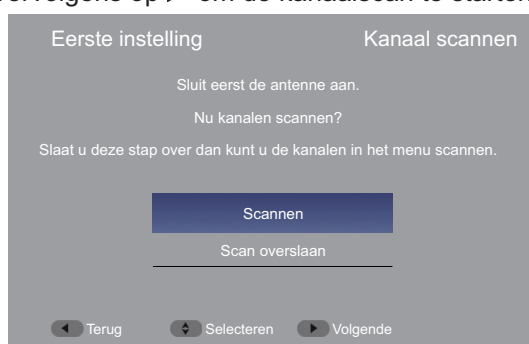 Eerste instelling Kanaal scannen
Sluit eerst de antenne aan.
Nu kanalen scannen?
Slaat u deze stap over dan kunt u de kanalen in het menu scannen.
Scannen
Scan overslaan
Terug Selecteren Volgende